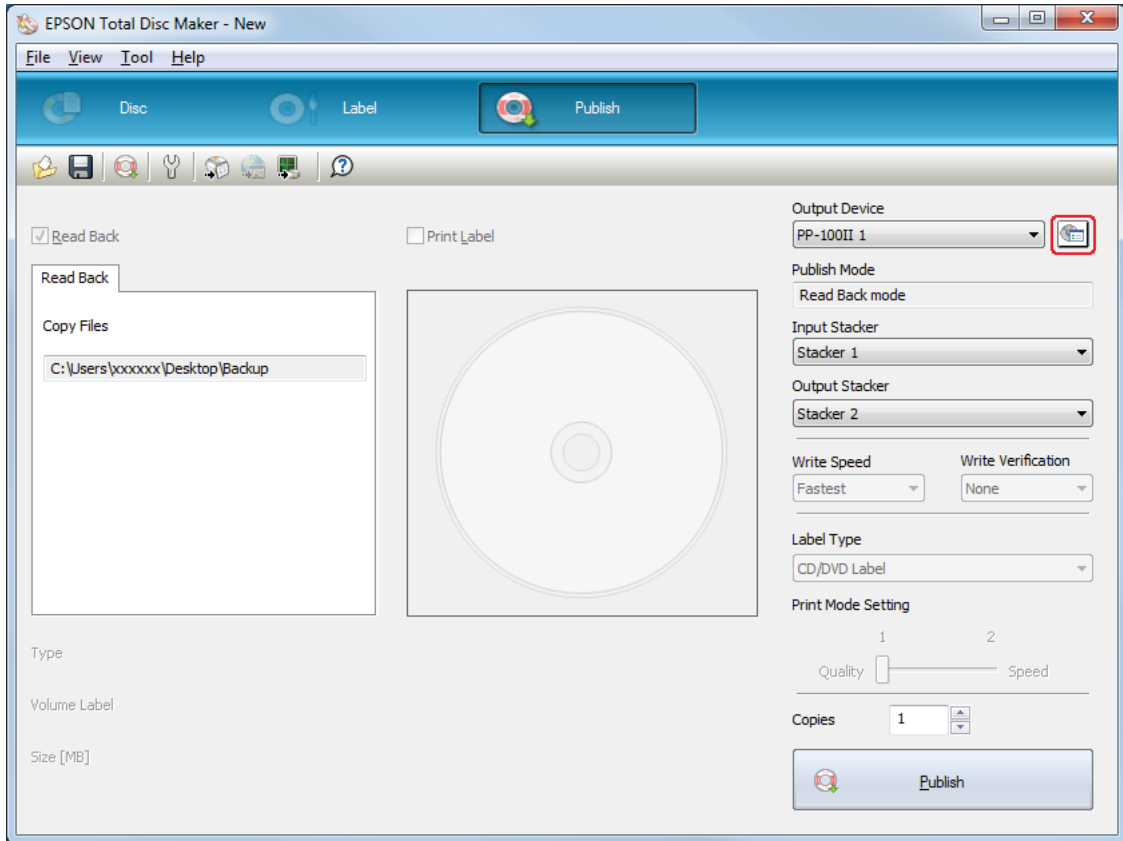 EPSON Total Disc Maker - New
File View Tool Help
Disc Label Publish
Read Back
Print Label
Read Back
Copy Files
C:\Users\xxxxxx\Desktop\Backup
Type
Volume Label
Size [MB]
Output Device
PP-100II 1
Publish Mode
Read Back mode
Input Stacker
Stacker 1
Output Stacker
Stacker 2
Write Speed Write Verification
Fastest None
Label Type
CD/DVD Label
Print Mode Setting
1 2
Quality Speed
Copies 1
Publish